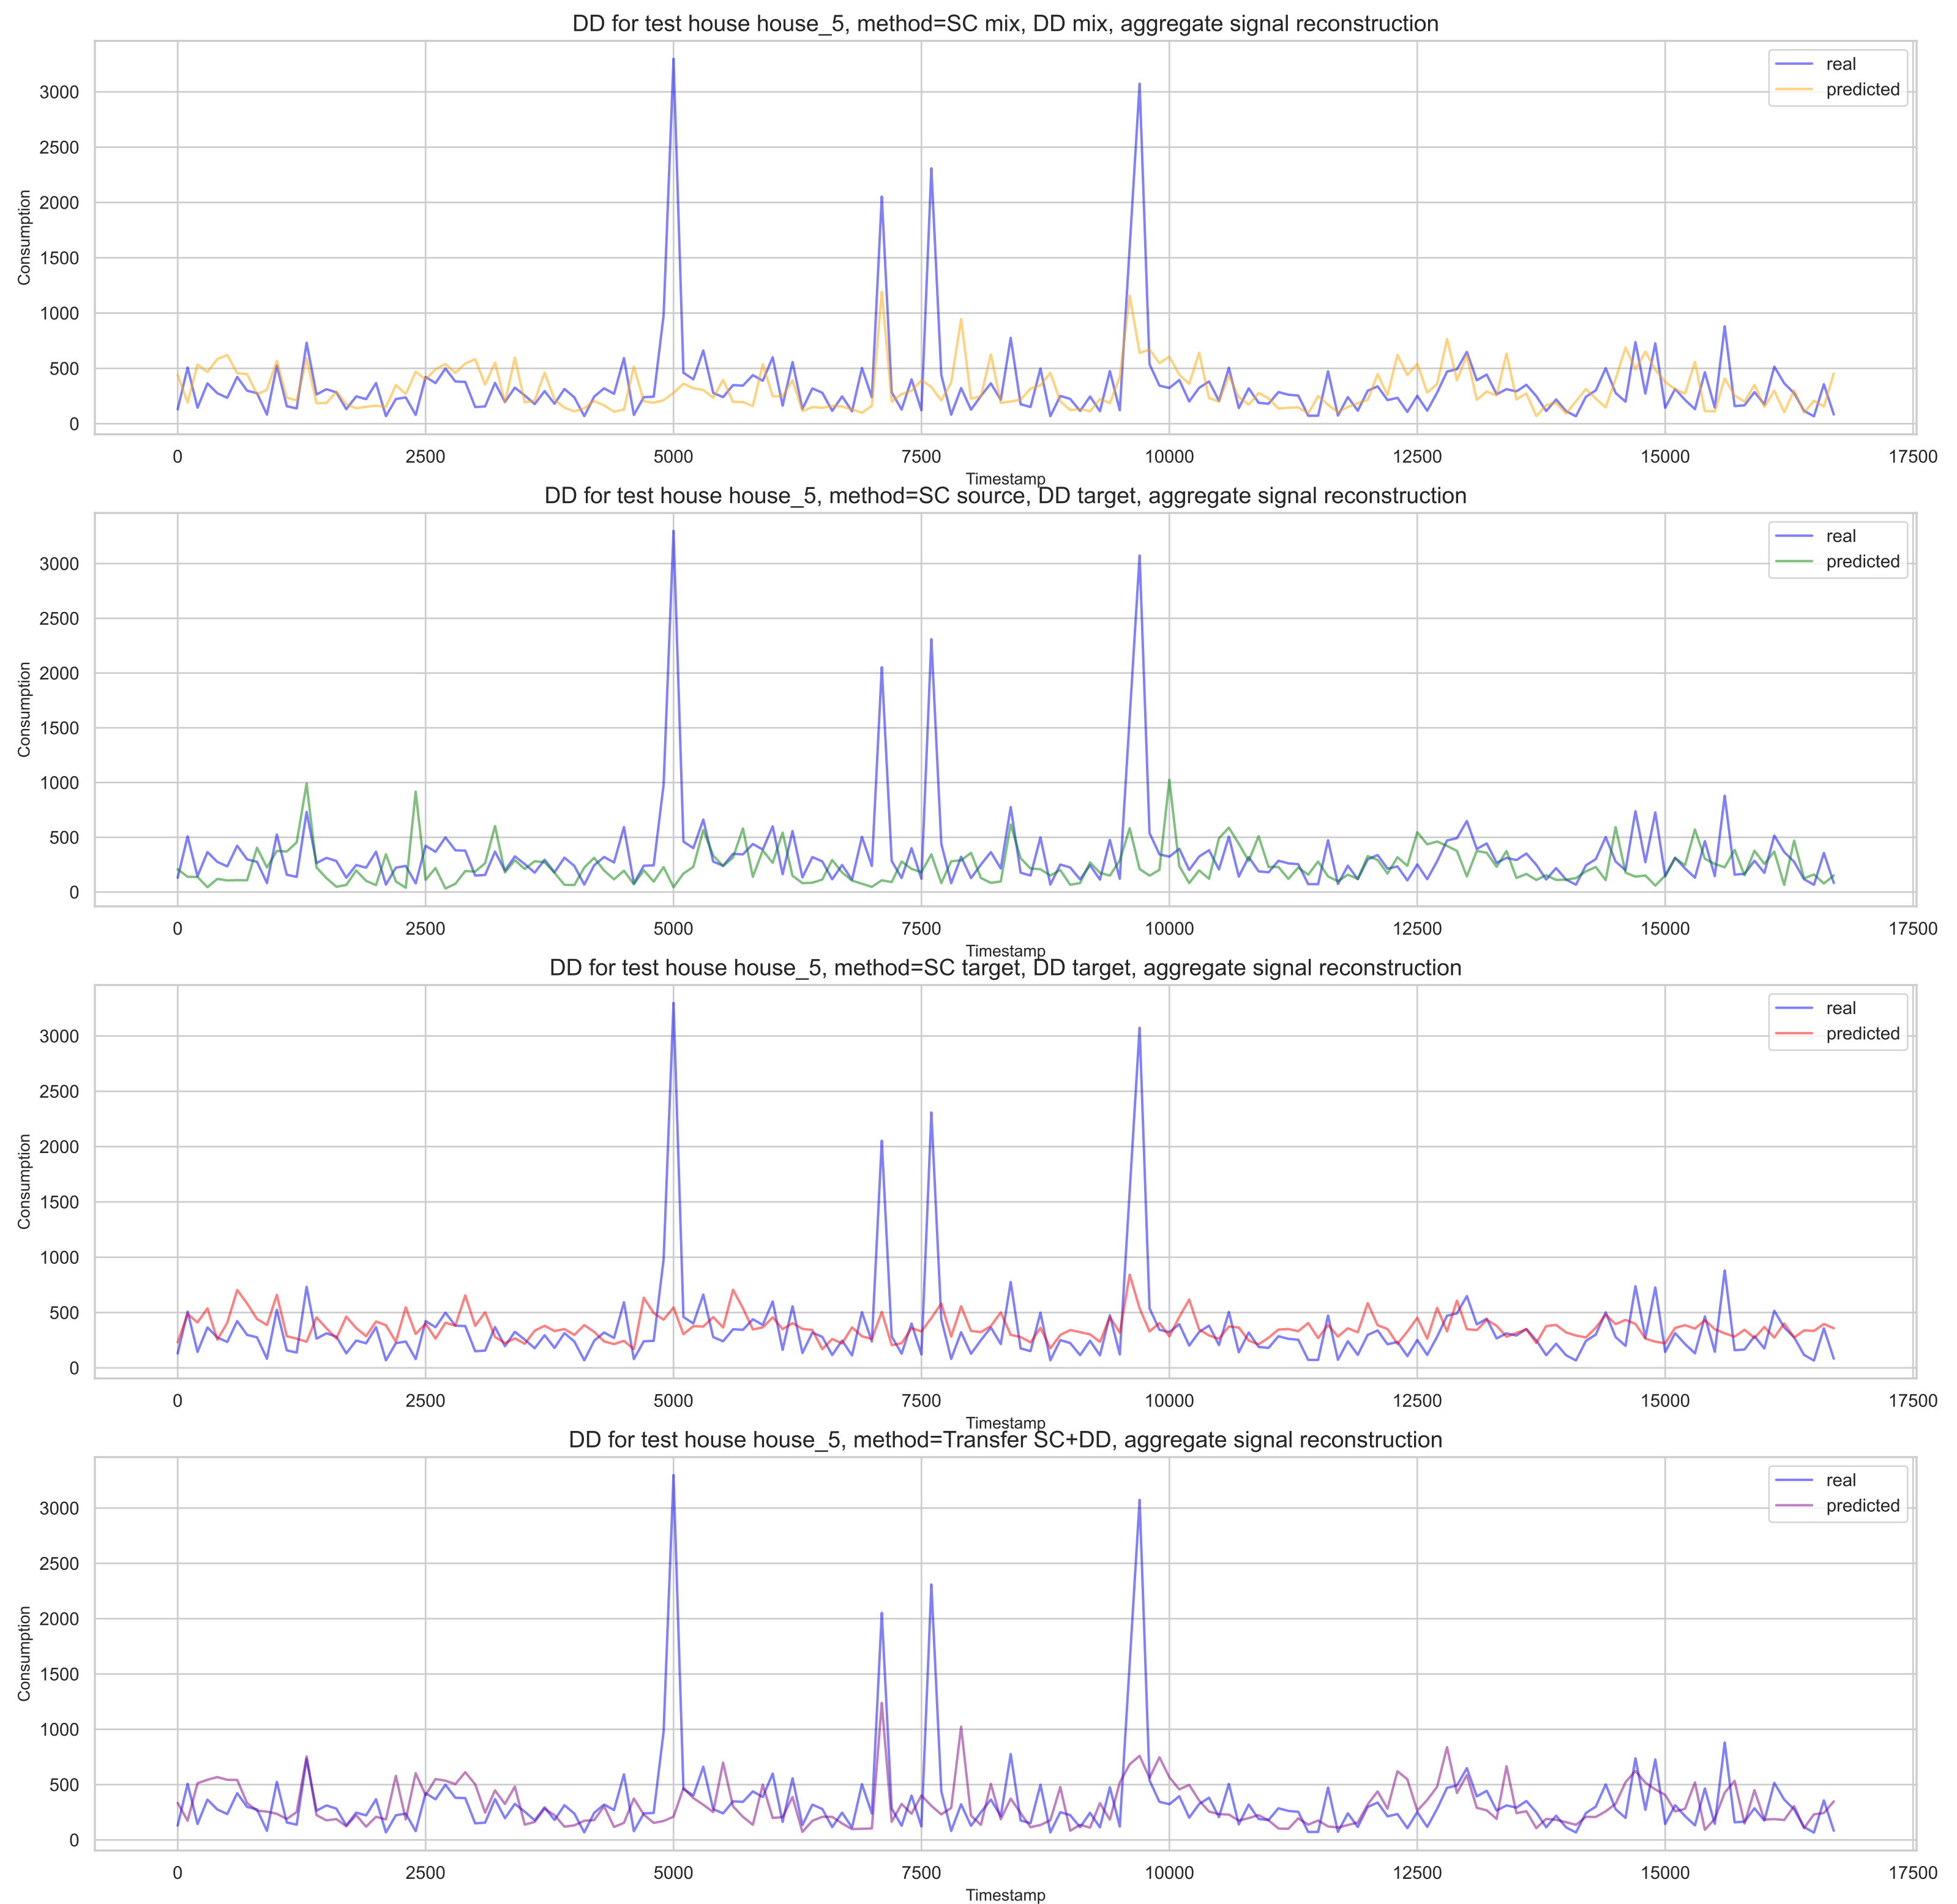 DD for test house house_5, method=SC mix, DD mix, aggregate signal reconstruction
real
predicted
3000
2500
2000
1500
1000
500
0
Consumption
0 2500 5000 7500 10000 12500 15000 17500
Timestamp
DD for test house house_5, method=SC source, DD target, aggregate signal reconstruction
real
predicted
3000
2500
2000
1500
1000
500
0
Consumption
0 2500 5000 7500 10000 12500 15000 17500
Timestamp
DD for test house house_5, method=SC target, DD target, aggregate signal reconstruction
real
predicted
3000
2500
2000
1500
1000
500
0
Consumption
0 2500 5000 7500 10000 12500 15000 17500
Timestamp
DD for test house house_5, method=Transfer SC+DD, aggregate signal reconstruction
real
predicted
3000
2500
2000
1500
1000
500
0
Consumption
0 2500 5000 7500 10000 12500 15000 17500
Timestamp